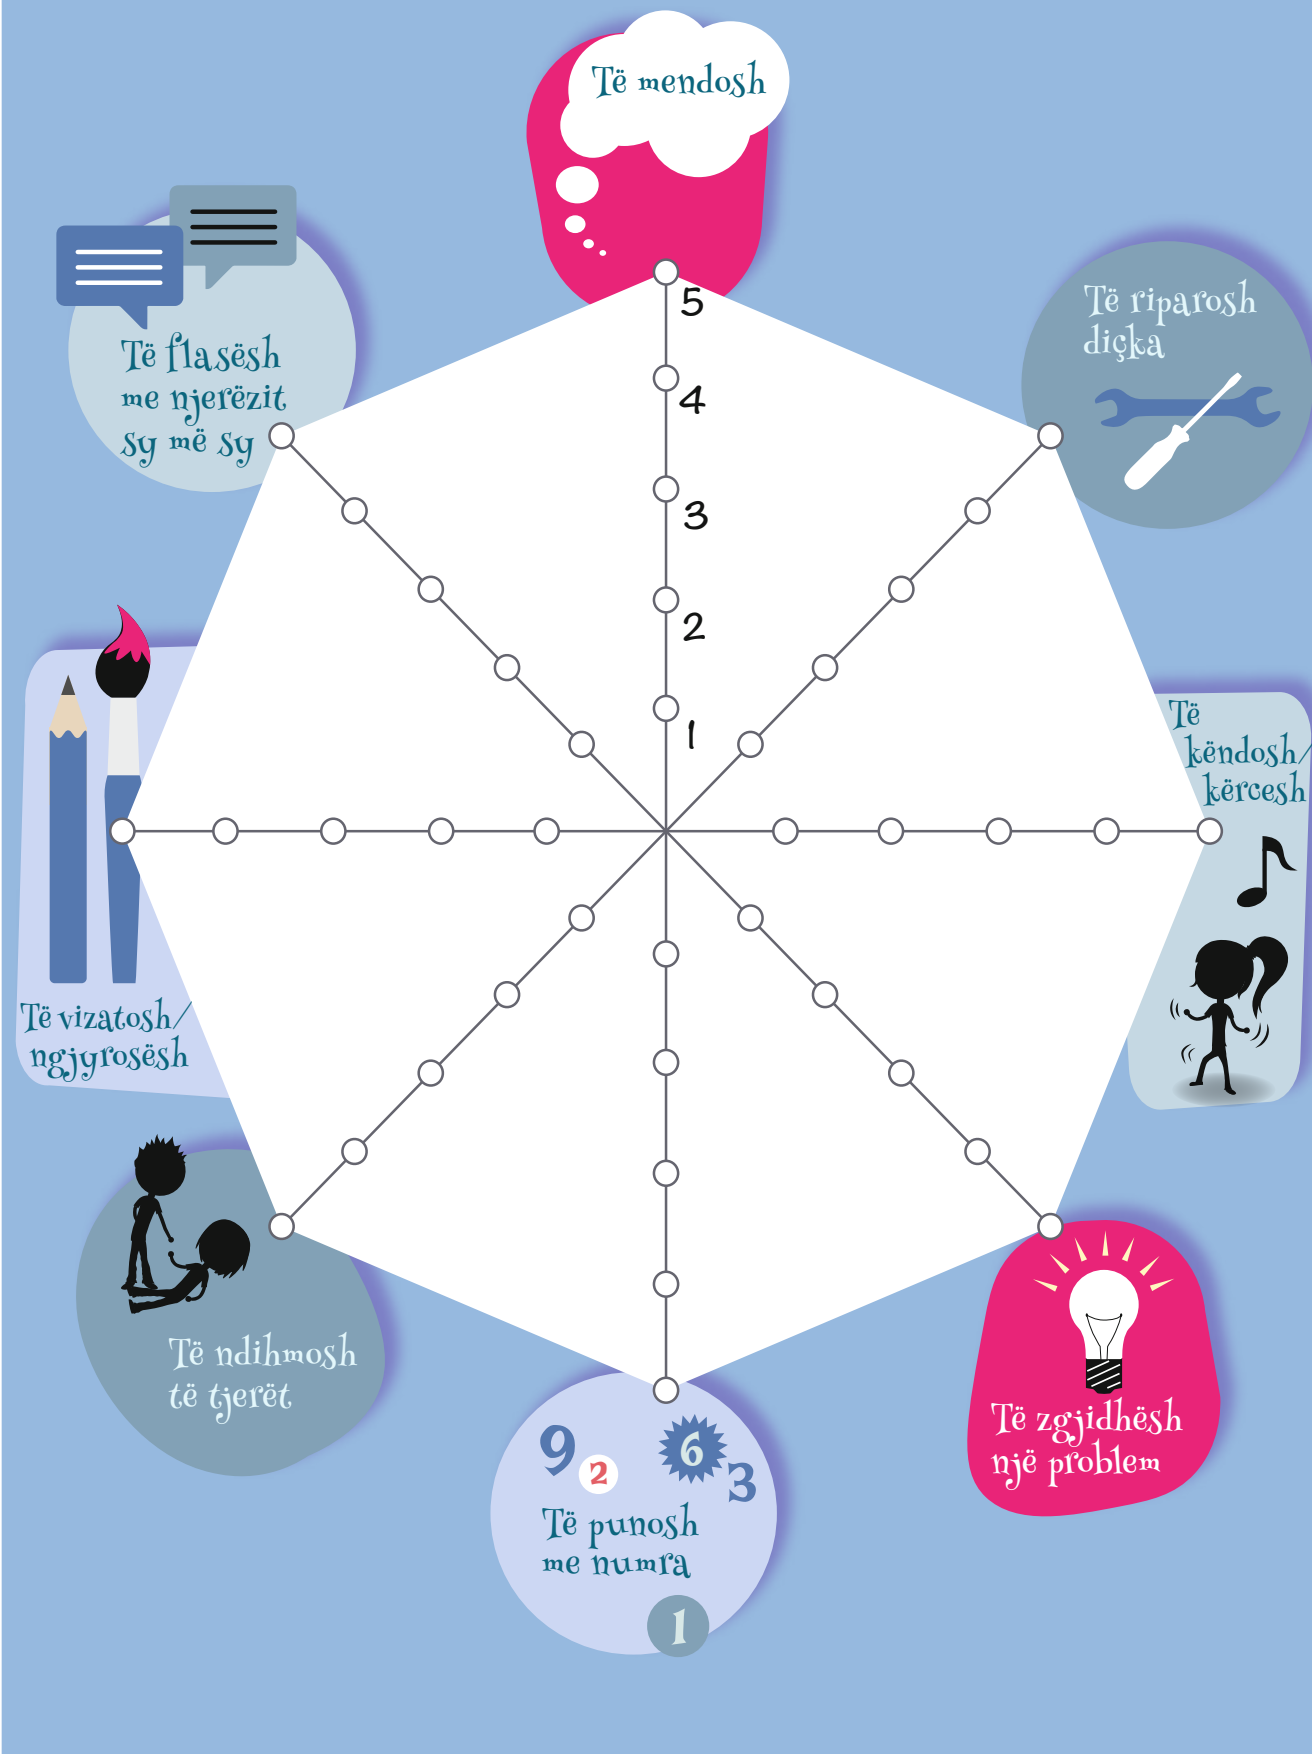 Të mendosh
Të flasësh
me njerëzit
sy më sy
Të riparosh
diçka
5
4
3
2
1
Të
këndosh/
kërcesh
Të vizatosh/
ngjyrosësh
Të ndihmosh
të tjerët
Të zgjidhësh
një problem
9 2 6 3
Të punosh
me numra
1